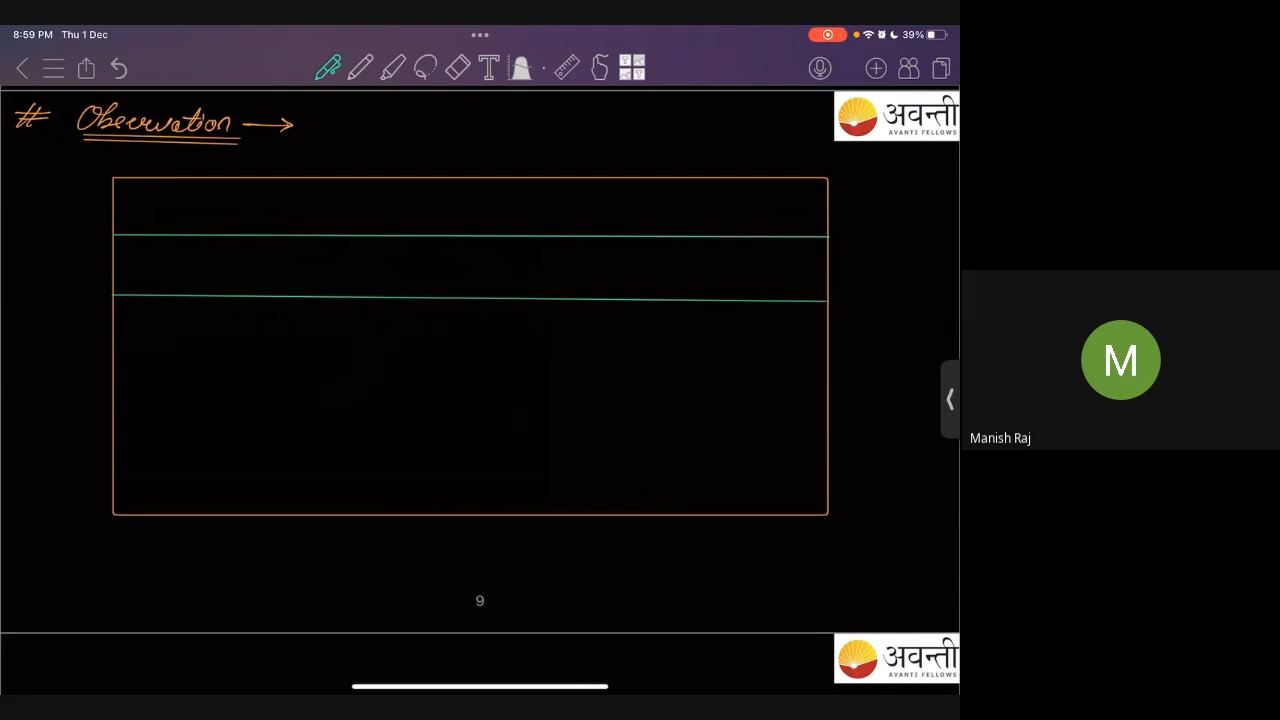 8:59 PM Thu 1 Dec
39%
# Observation →
अवन्ती
AVANTI FELLOWS
M
Manish Raj
9
अवन्ती
AVANTI FELLOWS